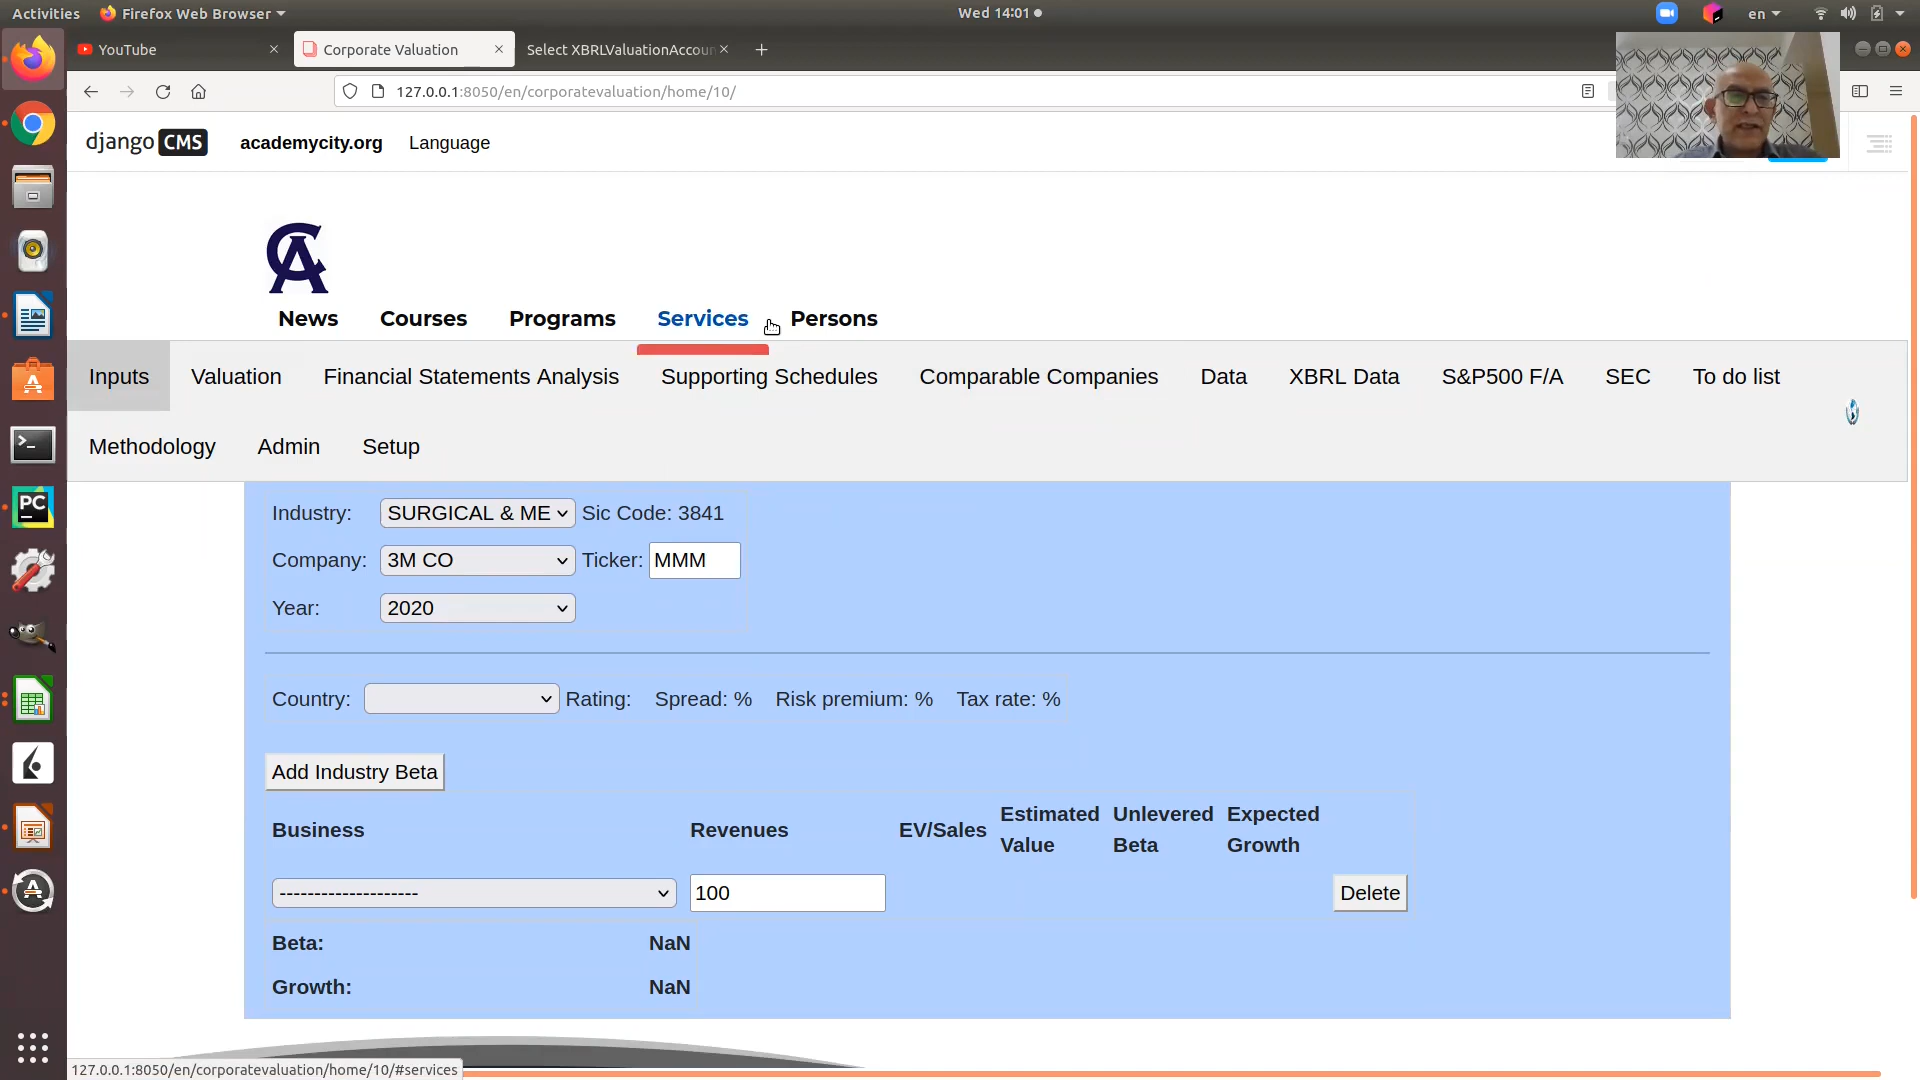 Activities Firefox Web Browser Wed 14:01 en
YouTube Corporate Valuation Select XBRLValuationAccoun
127.0.0.1:8050/en/corporatevaluation/home/10/
django CMS academycity.org Language
CA
News Courses Programs Services Persons
Inputs Valuation Financial Statements Analysis Supporting Schedules Comparable Companies Data XBRL Data S&P500 F/A SEC To do list
Methodology Admin Setup
Industry: SURGICAL & ME Sic Code: 3841
Company: 3M CO Ticker: MMM
Year: 2020
Country: Rating: Spread: % Risk premium: % Tax rate: %
Add Industry Beta
Business Revenues EV/Sales Estimated Value Unlevered Beta Expected Growth
-------------------- 100 Delete
Beta: NaN
Growth: NaN
127.0.0.1:8050/en/corporatevaluation/home/10/#services